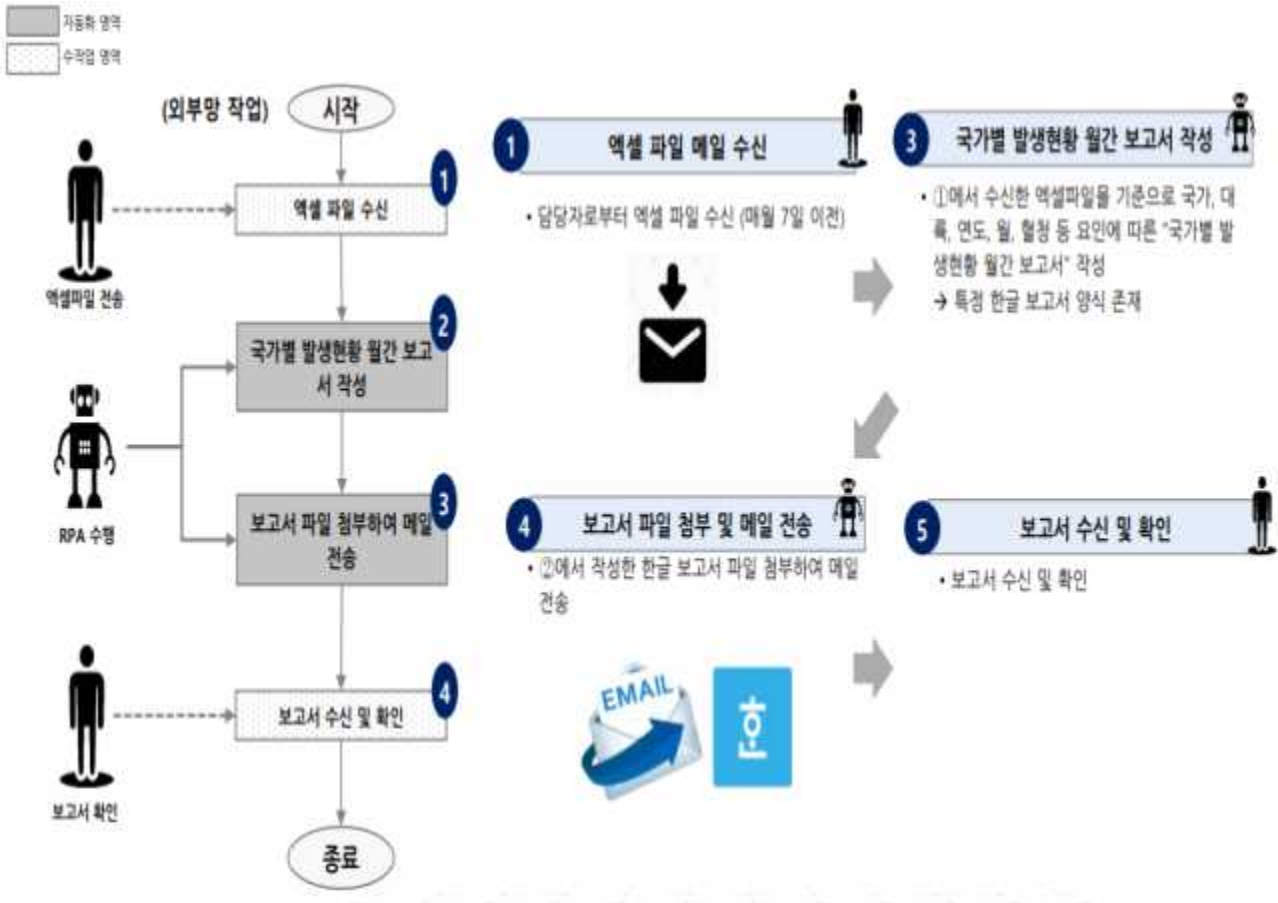 자동화 영역
수작업 영역
(외부망 작업)
시작
1
엑셀 파일 수신
엑셀파일 전송
2
국가별 발생현황 월간 보고
서 작성
RPA 수행
3
보고서 파일 첨부하여 메일
전송
4
보고서 수신 및 확인
보고서 확인
종료
1
엑셀 파일 메일 수신
• 담당자로부터 엑셀 파일 수신 (매월 7일 이전)
3
국가별 발생현황 월간 보고서 작성
• ①에서 수신한 엑셀파일을 기준으로 국가, 대
륙, 연도, 월, 혈청 등 요인에 따른 "국가별 발
생현황 월간 보고서" 작성
→ 특정 한글 보고서 양식 존재
4
보고서 파일 첨부 및 메일 전송
• ②에서 작성한 한글 보고서 파일 첨부하여 메일
전송
EMAIL
한
5
보고서 수신 및 확인
• 보고서 수신 및 확인